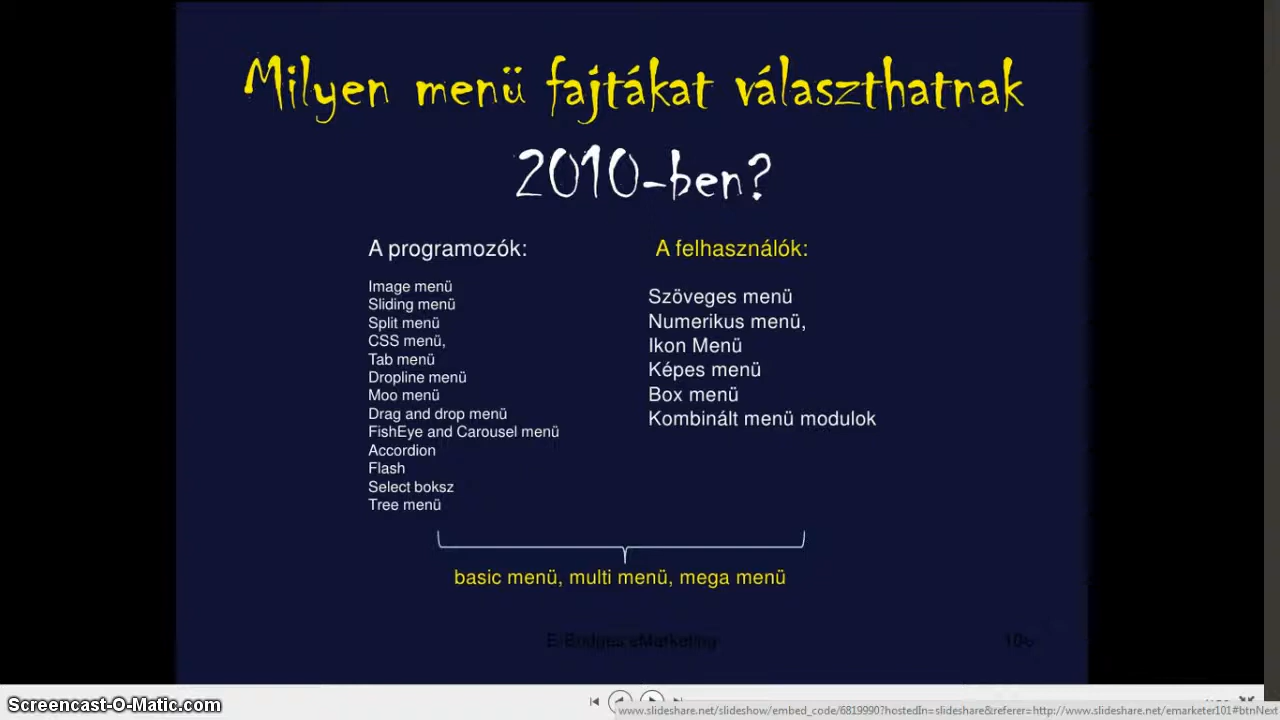 Milyen menü fajtákat választhatnak
2010-ben?
A programozók:
Image menü
Sliding menü
Split menü
CSS menü,
Tab menü
Dropline menü
Moo menü
Drag and drop menü
FishEye and Carousel menü
Accordion
Flash
Select boksz
Tree menü
A felhasználók:
Szöveges menü
Numerikus menü,
Ikon Menü
Képes menü
Box menü
Kombinált menü modulok
basic menü, multi menü, mega menü
eMarketing
Screencast-O-Matic.com
www.slideshare.net/slideshow/embed_code/6819990?hostedIn=slideshare&referer=http://www.slideshare.net/emarketer101#btnNext